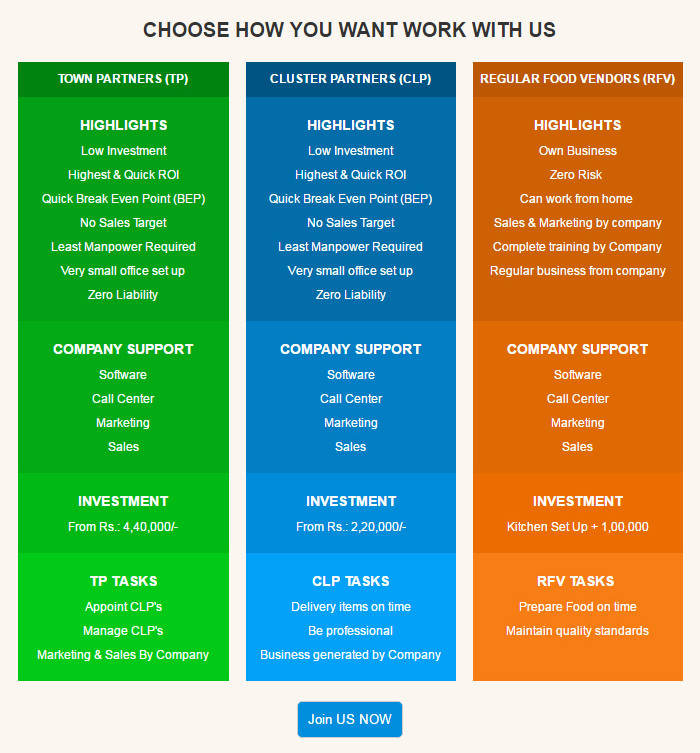 CHOOSE HOW YOU WANT WORK WITH US
TOWN PARTNERS (TP)
HIGHLIGHTS
Low Investment
Highest & Quick ROI
Quick Break Even Point (BEP)
No Sales Target
Least Manpower Required
Very small office set up
Zero Liability
COMPANY SUPPORT
Software
Call Center
Marketing
Sales
INVESTMENT
From Rs.: 4,40,000/-
TP TASKS
Appoint CLP's
Manage CLP's
Marketing & Sales By Company
CLUSTER PARTNERS (CLP)
HIGHLIGHTS
Low Investment
Highest & Quick ROI
Quick Break Even Point (BEP)
No Sales Target
Least Manpower Required
Very small office set up
Zero Liability
COMPANY SUPPORT
Software
Call Center
Marketing
Sales
INVESTMENT
From Rs.: 2,20,000/-
CLP TASKS
Delivery items on time
Be professional
Business generated by Company
REGULAR FOOD VENDORS (RFV)
HIGHLIGHTS
Own Business
Zero Risk
Can work from home
Sales & Marketing by company
Complete training by Company
Regular business from company
COMPANY SUPPORT
Software
Call Center
Marketing
Sales
INVESTMENT
Kitchen Set Up + 1,00,000
RFV TASKS
Prepare Food on time
Maintain quality standards
Join US NOW